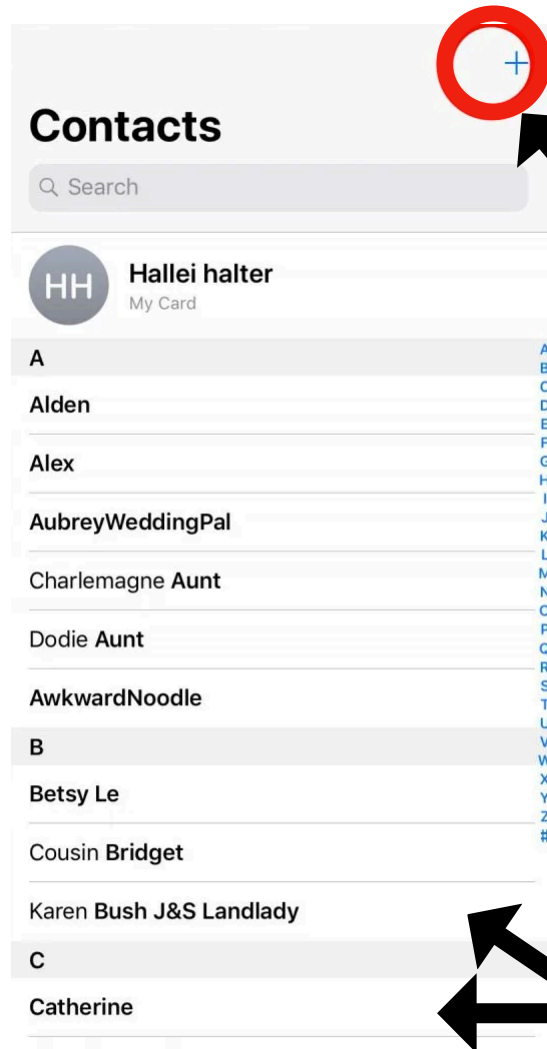 +
Contacts
Search
HH
Hallei halter
My Card
A
Alden
Alex
AubreyWeddingPal
Charlemagne Aunt
Dodie Aunt
AwkwardNoodle
B
Betsy Le
Cousin Bridget
Karen Bush J&S Landlady
C
Catherine
A
B
C
D
E
F
G
H
I
J
K
L
M
N
O
P
Q
R
S
T
U
V
W
X
Y
Z
#